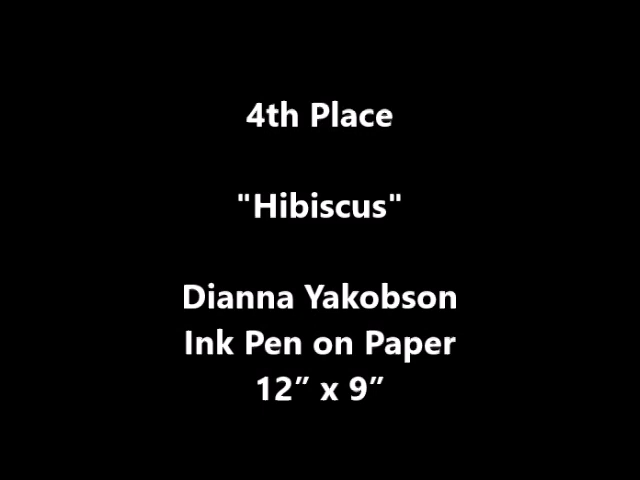 4th Place
"Hibiscus"
Dianna Yakobson
Ink Pen on Paper
12” x 9”